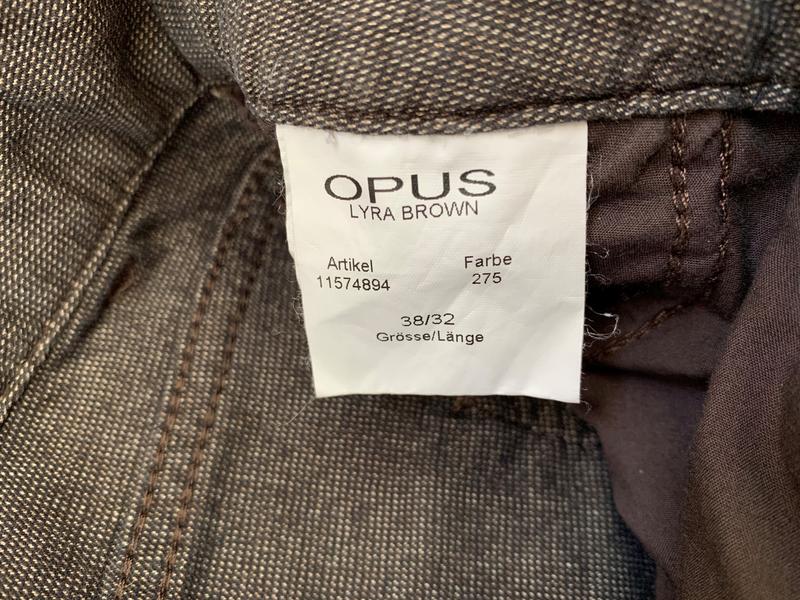 OPUS
LYRA BROWN
Artikel Farbe
11574894 275
38/32
Grösse/Länge